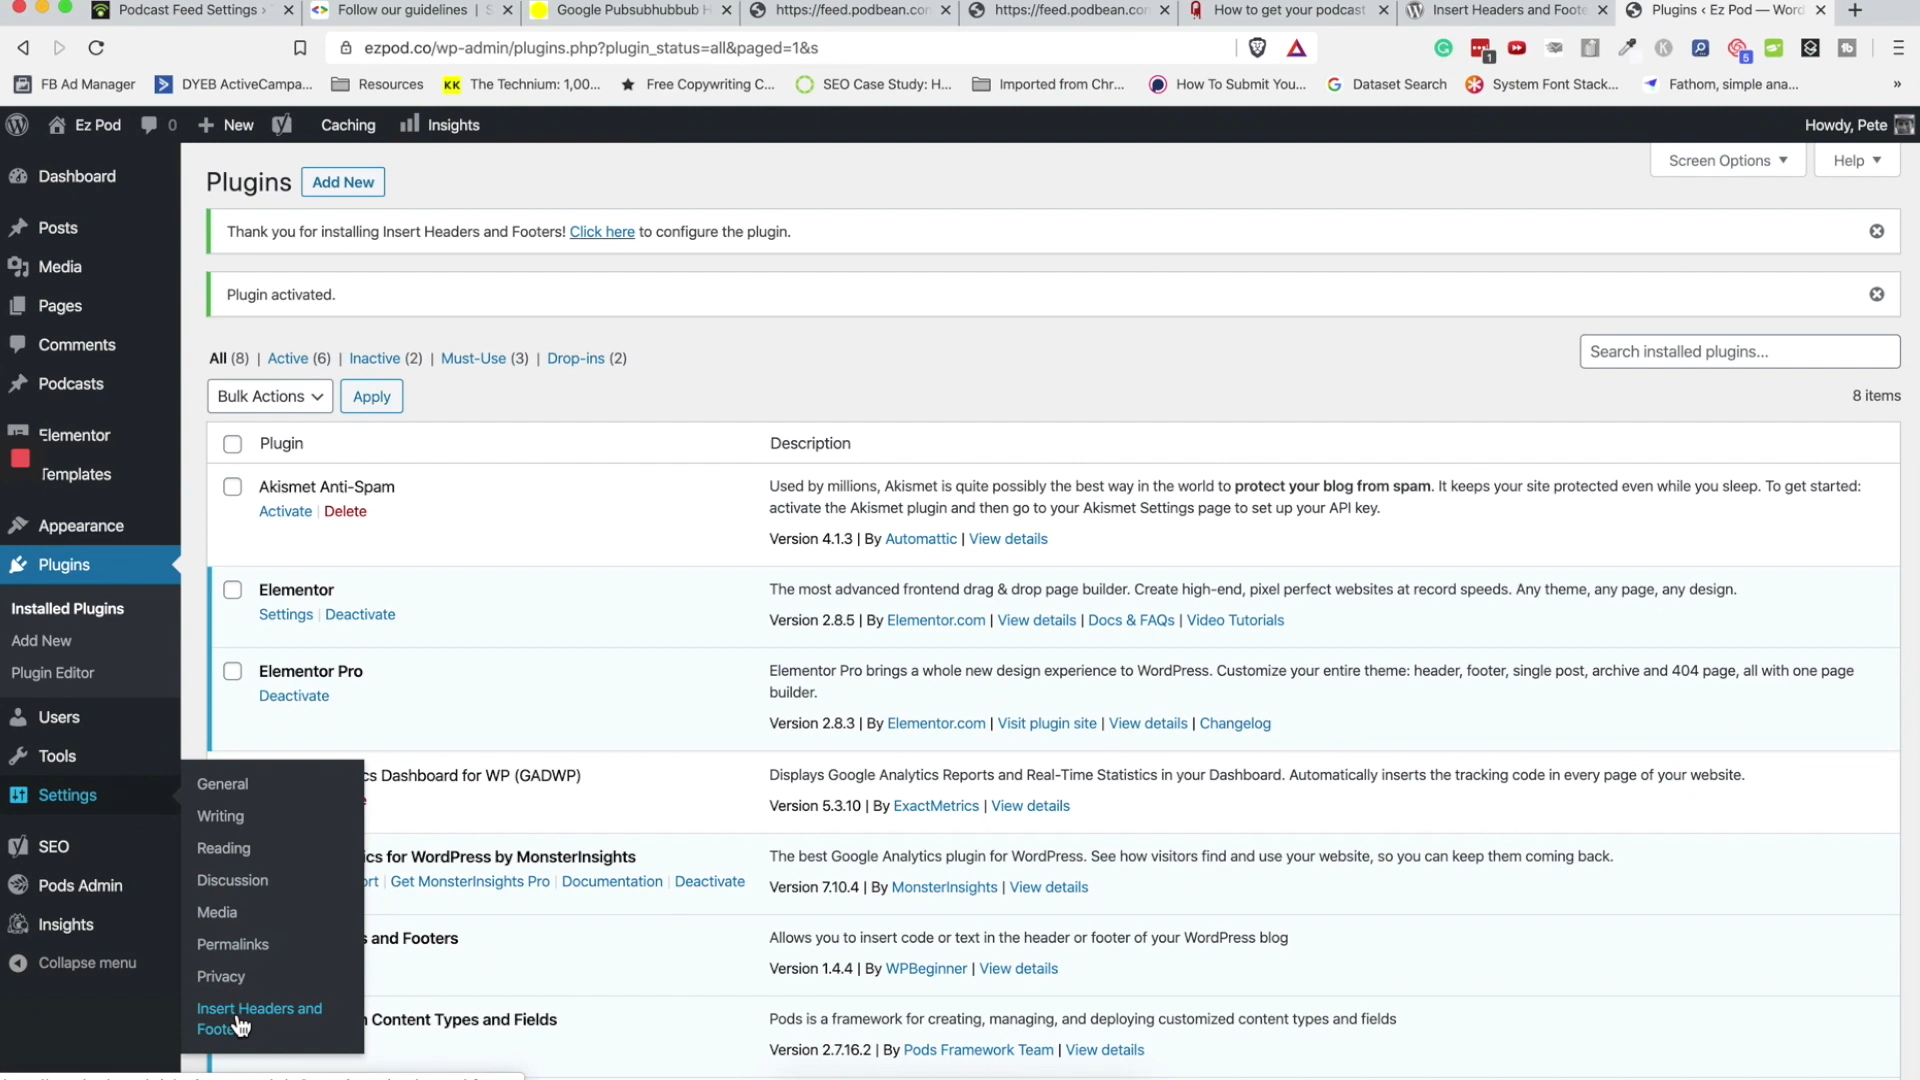 Podcast Feed Settings ›
Follow our guidelines | S
Google Pubsubhubbub H
https://feed.podbean.con
https://feed.podbean.con
How to get your podcast
Insert Headers and Foote
Plugins ‹ Ez Pod — Word
ezpod.co/wp-admin/plugins.php?plugin_status=all&paged=1&s
1
5
tb
FB Ad Manager
DYEB ActiveCampa...
Resources
KK The Technium: 1,00...
Free Copywriting C...
SEO Case Study: H...
Imported from Chr...
How To Submit You...
Dataset Search
System Font Stack...
Fathom, simple ana...
»
Ez Pod
0
New
Caching
Insights
Howdy, Pete
Dashboard
Posts
Media
Pages
Comments
Podcasts
Elementor
Templates
Appearance
Plugins
Installed Plugins
Add New
Plugin Editor
Users
Tools
Settings
SEO
Pods Admin
Insights
Collapse menu
General
Writing
Reading
Discussion
Media
Permalinks
Privacy
Insert Headers and
Foote
Screen Options
Help
Plugins
Add New
Thank you for installing Insert Headers and Footers! Click here to configure the plugin.
Plugin activated.
All (8) | Active (6) | Inactive (2) | Must-Use (3) | Drop-ins (2)
Search installed plugins...
Bulk Actions
Apply
8 items
Plugin
Description
Akismet Anti-Spam
Activate | Delete
Used by millions, Akismet is quite possibly the best way in the world to protect your blog from spam. It keeps your site protected even while you sleep. To get started:
activate the Akismet plugin and then go to your Akismet Settings page to set up your API key.
Version 4.1.3 | By Automattic | View details
Elementor
Settings | Deactivate
The most advanced frontend drag & drop page builder. Create high-end, pixel perfect websites at record speeds. Any theme, any page, any design.
Version 2.8.5 | By Elementor.com | View details | Docs & FAQs | Video Tutorials
Elementor Pro
Deactivate
Elementor Pro brings a whole new design experience to WordPress. Customize your entire theme: header, footer, single post, archive and 404 page, all with one page
builder.
Version 2.8.3 | By Elementor.com | Visit plugin site | View details | Changelog
cs Dashboard for WP (GADWP)
Displays Google Analytics Reports and Real-Time Statistics in your Dashboard. Automatically inserts the tracking code in every page of your website.
Version 5.3.10 | By ExactMetrics | View details
ics for WordPress by MonsterInsights
ort | Get MonsterInsights Pro | Documentation | Deactivate
The best Google Analytics plugin for WordPress. See how visitors find and use your website, so you can keep them coming back.
Version 7.10.4 | By MonsterInsights | View details
s and Footers
Allows you to insert code or text in the header or footer of your WordPress blog
Version 1.4.4 | By WPBeginner | View details
n Content Types and Fields
Pods is a framework for creating, managing, and deploying customized content types and fields
Version 2.7.16.2 | By Pods Framework Team | View details